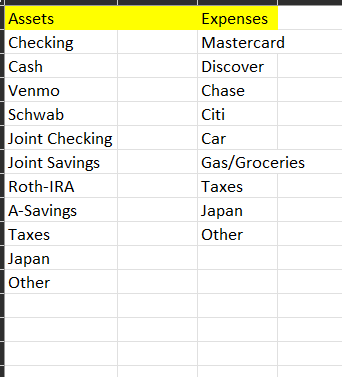 Assets Expenses
Checking Mastercard
Cash Discover
Venmo Chase
Schwab Citi
Joint Checking Car
Joint Savings Gas/Groceries
Roth-IRA Taxes
A-Savings Japan
Taxes Other
Japan
Other